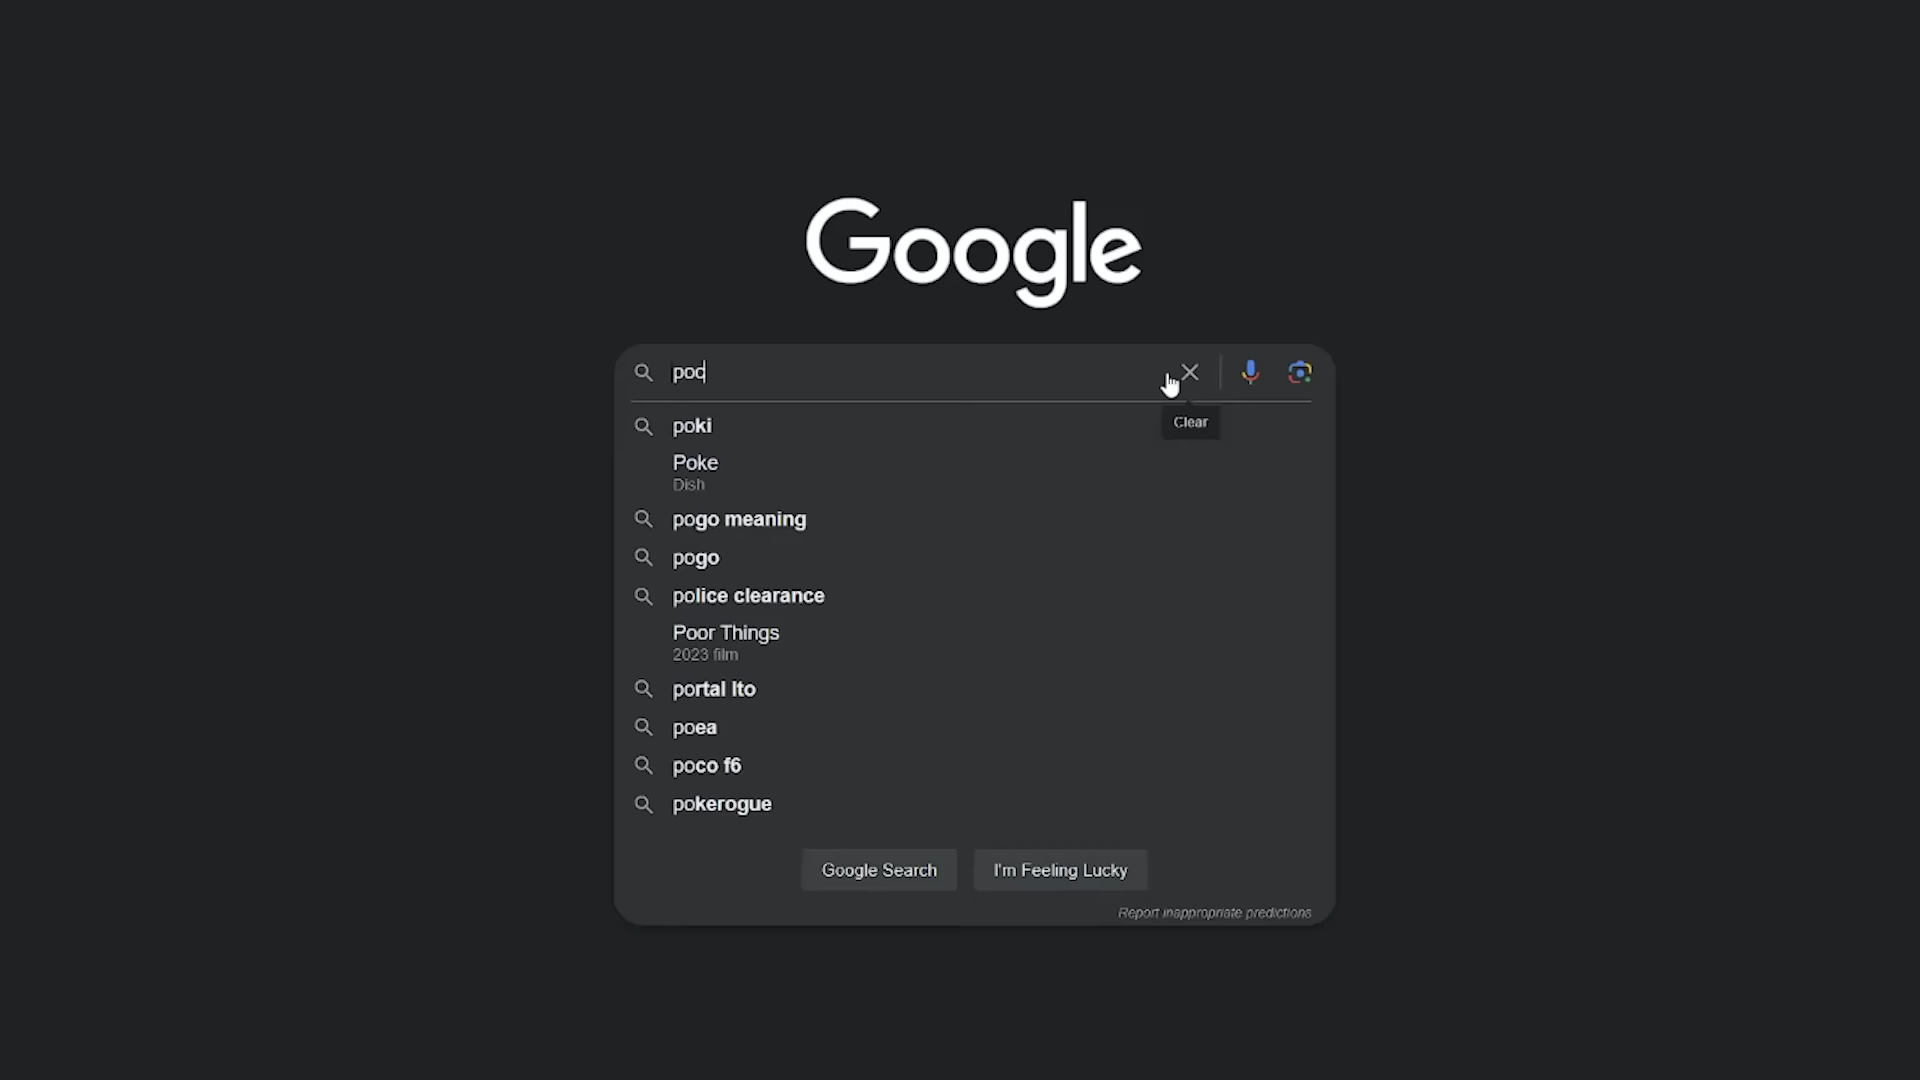 Google
poc
Clear
poki
Poke
Dish
pogo meaning
pogo
police clearance
Poor Things
2023 film
portal lto
poea
poco f6
pokerogue
Google Search
I'm Feeling Lucky
Report inappropriate predictions